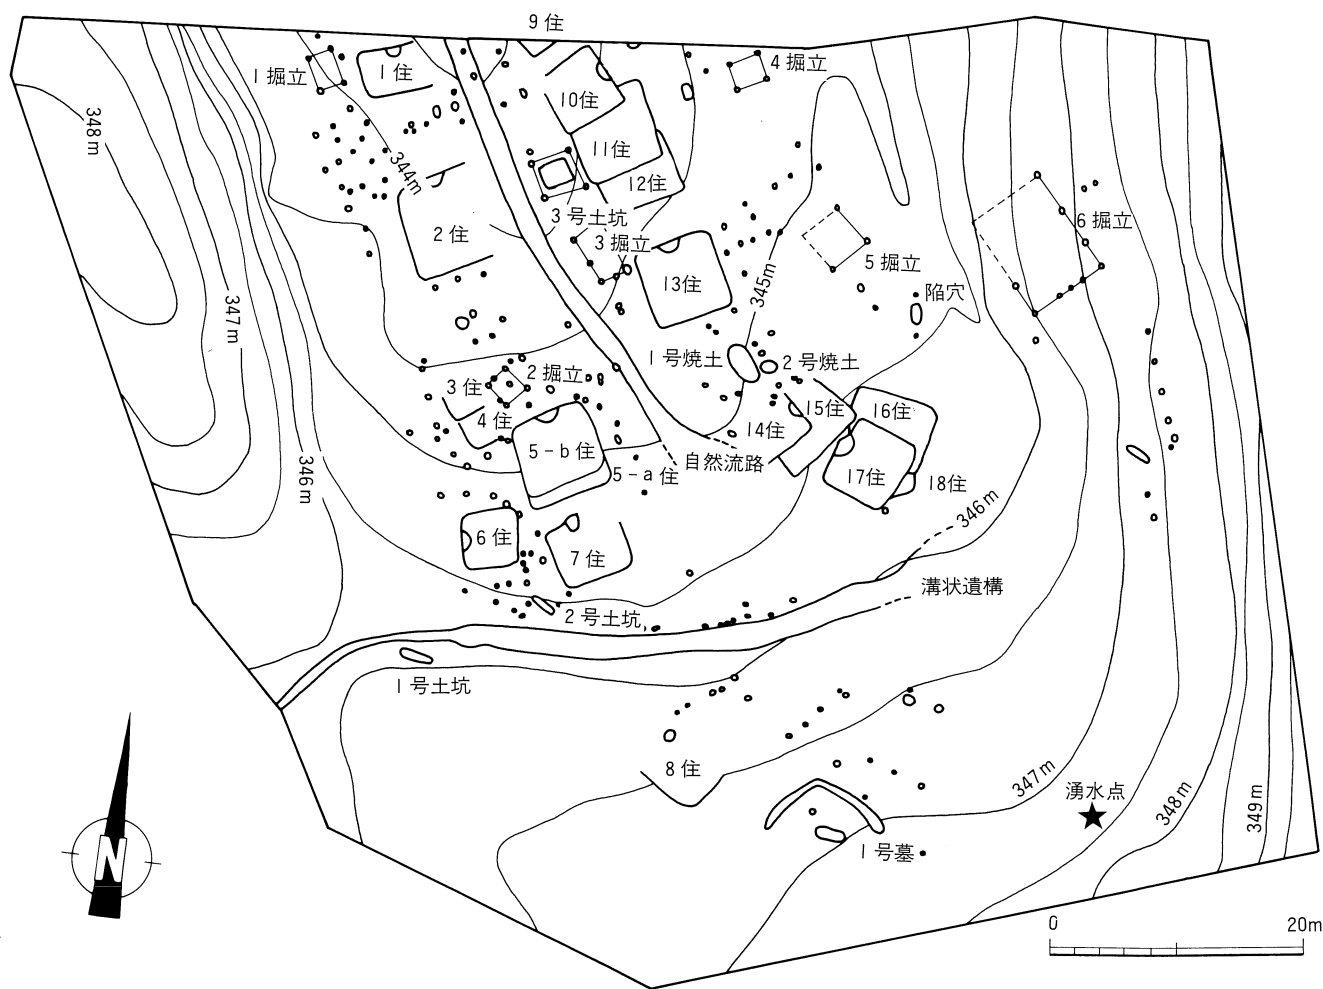 9住
1掘立
1住
4掘立
10住
348m
344m
11住
12住
3号土坑
2住
3掘立
6掘立
5掘立
13住
345m
陥穴
347m
1号焼土
2号焼土
3住
2掘立
4住
15住
16住
14住
5-b住
自然流路
5-a住
17住
18住
346m
346m
6住
7住
溝状遺構
2号土坑
1号土坑
8住
347m
湧水点
348m
349m
1号墓
N
0
20m